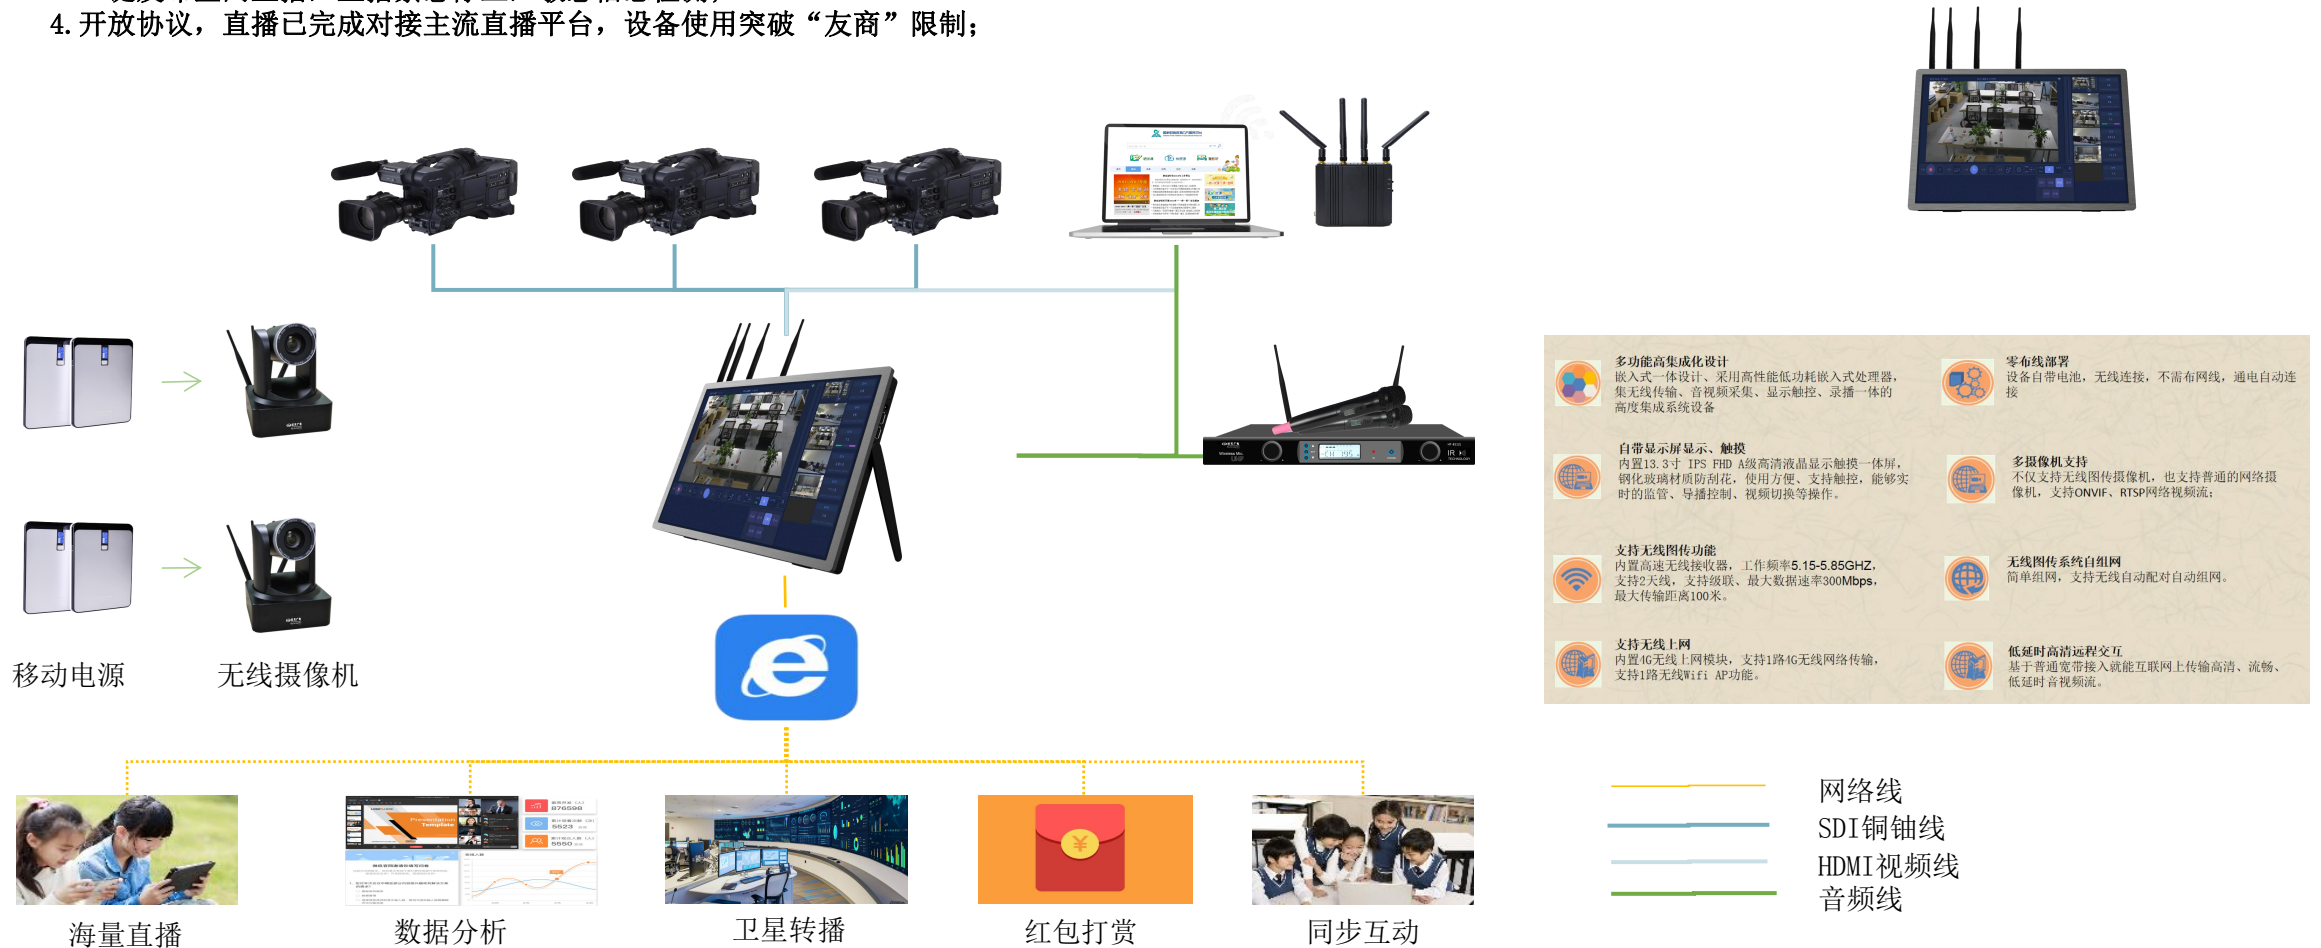 4.开放协议，直播已完成对接主流直播平台，设备使用突破“友商”限制；
多功能高集成化设计
嵌入式一体设计、采用高性能低功耗嵌入式处理器，
集无线传输、音视频采集、显示触控、录播一体的
高度集成系统设备
零布线部署
设备自带电池，无线连接，不需布网线，通电自动连
接
自带显示屏显示、触摸
内置13.3寸 IPS FHD A级高清液晶显示触摸一体屏，
钢化玻璃材质防刮花，使用方便、支持触控，能够实
时的监管、导播控制、视频切换等操作。
多摄像机支持
不仅支持无线图传摄像机，也支持普通的网络摄
像机，支持ONVIF、RTSP网络视频流；
支持无线图传功能
内置高速无线接收器，工作频率5.15-5.85GHZ，
支持2天线，支持级联、最大数据速率300Mbps，
最大传输距离100米。
无线图传系统自组网
简单组网，支持无线自动配对自动组网。
支持无线上网
内置4G无线上网模块，支持1路4G无线网络传输，
支持1路无线Wifi AP功能。
低延时高清远程交互
基于普通宽带接入就能互联网上传输高清、流畅、
低延时音视频流。
移动电源
无线摄像机
Presentation
Template
876598
5523
5550
海量直播
数据分析
卫星转播
红包打赏
同步互动
网络线
SDI铜铀线
HDMI视频线
音频线